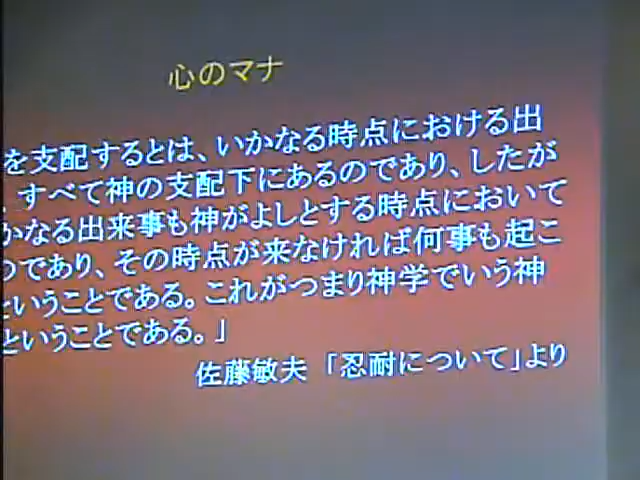 心のマナ
を支配するとは、いかなる時点における出
すべて神の支配下にあるのであり、したが
かなる出来事も神がよしとする時点において
のであり、その時点が来なければ何事も起こ
ということである。これがつまり神学でいう神
ということである。」
佐藤敏夫 「忍耐について」より